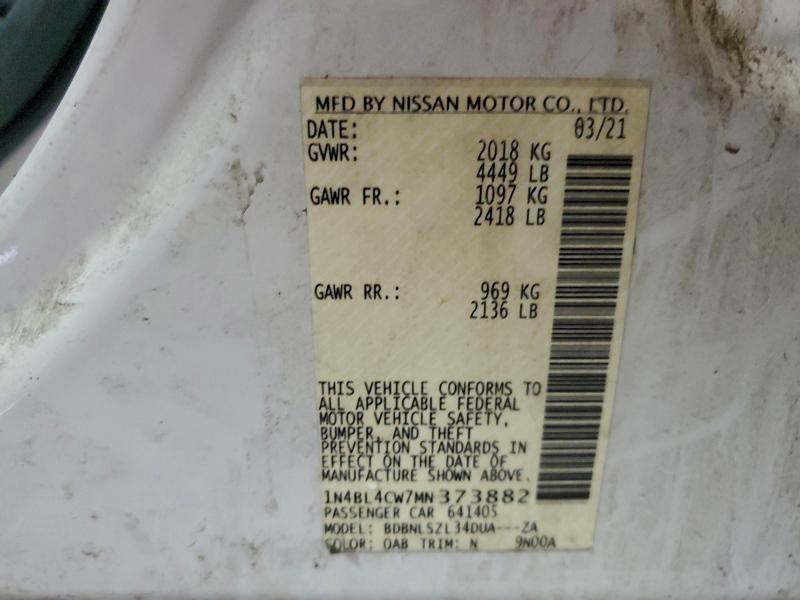 MFD BY NISSAN MOTOR CO., LTD.
DATE: 03/21
GVWR: 2018 KG
4449 LB
GAWR FR.: 1097 KG
2418 LB
GAWR RR.: 969 KG
2136 LB
THIS VEHICLE CONFORMS TO
ALL APPLICABLE FEDERAL
MOTOR VEHICLE SAFETY,
BUMPER, AND THEFT
PREVENTION STANDARDS IN
EFFECT ON THE DATE OF
MANUFACTURE SHOWN ABOVE.
1N4BL4CW7MN373882
PASSENGER CAR 641405
MODEL: BDBNLSZL34DUA---ZA
COLOR: QAB TRIM: N 9N00A